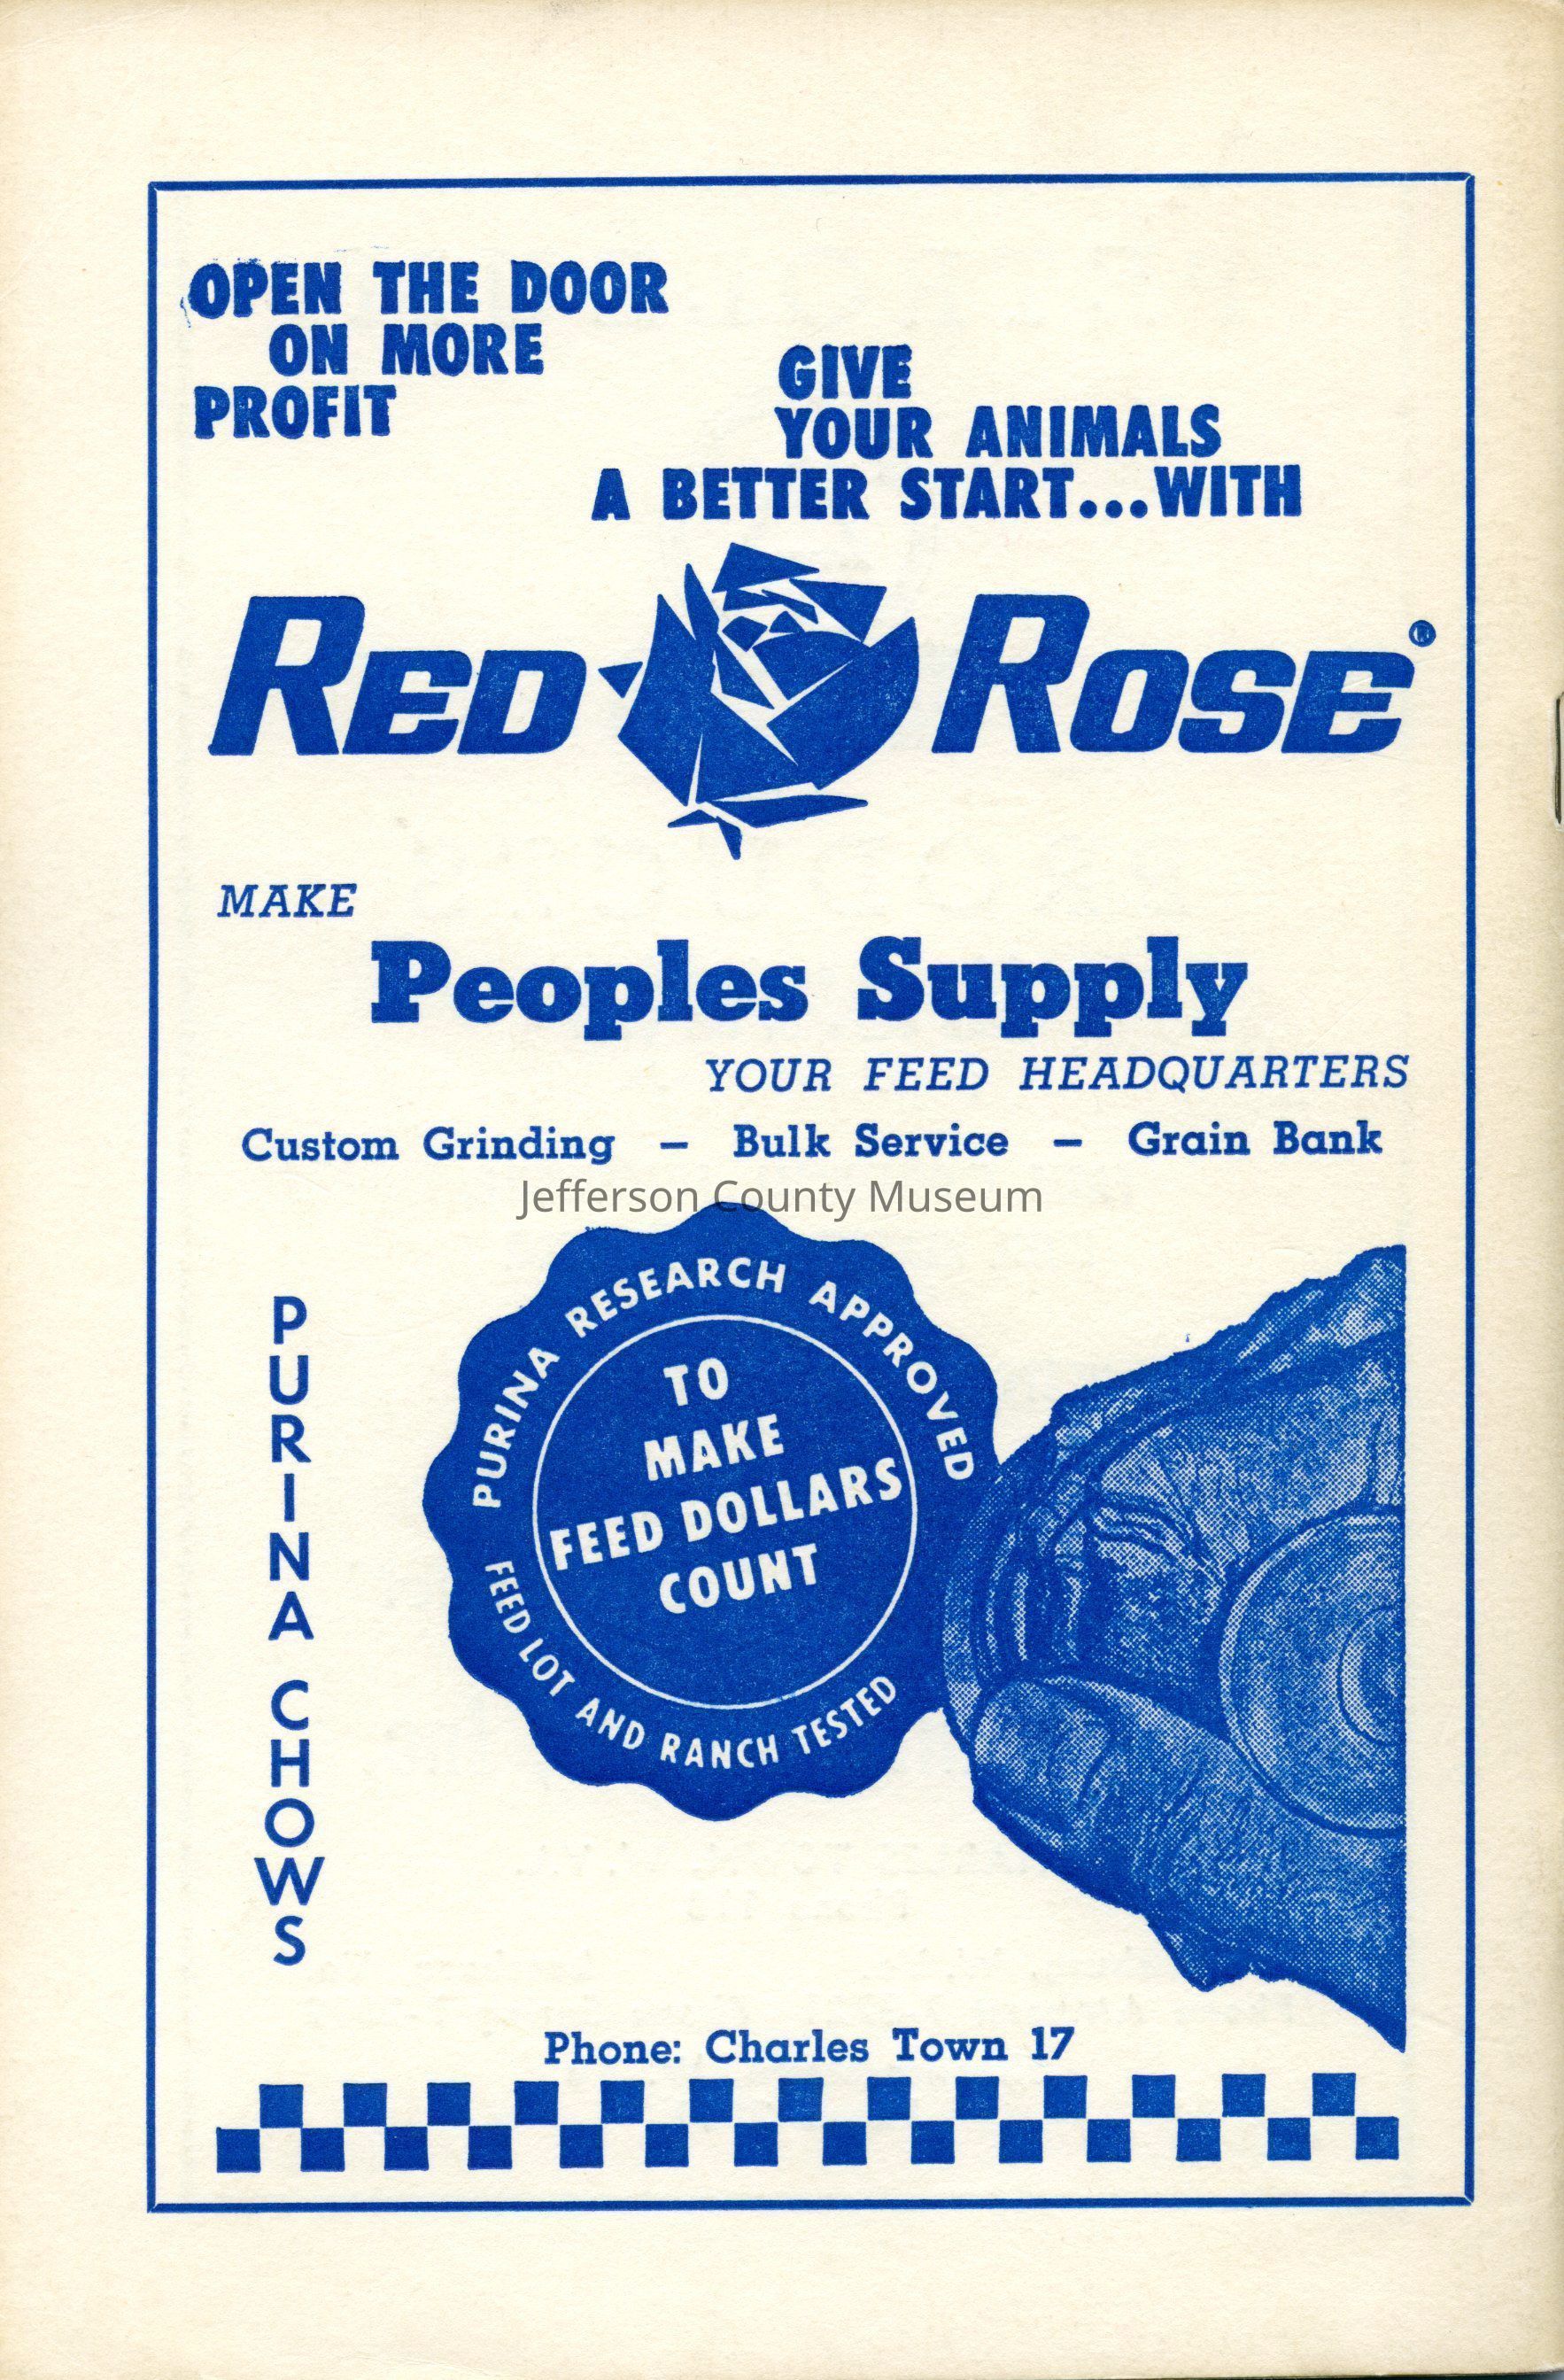 OPEN THE DOOR
ON MORE
PROFIT
GIVE
YOUR ANIMALS
A BETTER START...WITH
RED ROSE®
MAKE
Peoples Supply
YOUR FEED HEADQUARTERS
Custom Grinding – Bulk Service – Grain Bank
Jefferson County Museum
PURINA CHOWS
PURINA RESEARCH APPROVED
TO
MAKE
FEED DOLLARS
COUNT
FEED LOT AND RANCH TESTED
Phone: Charles Town 17